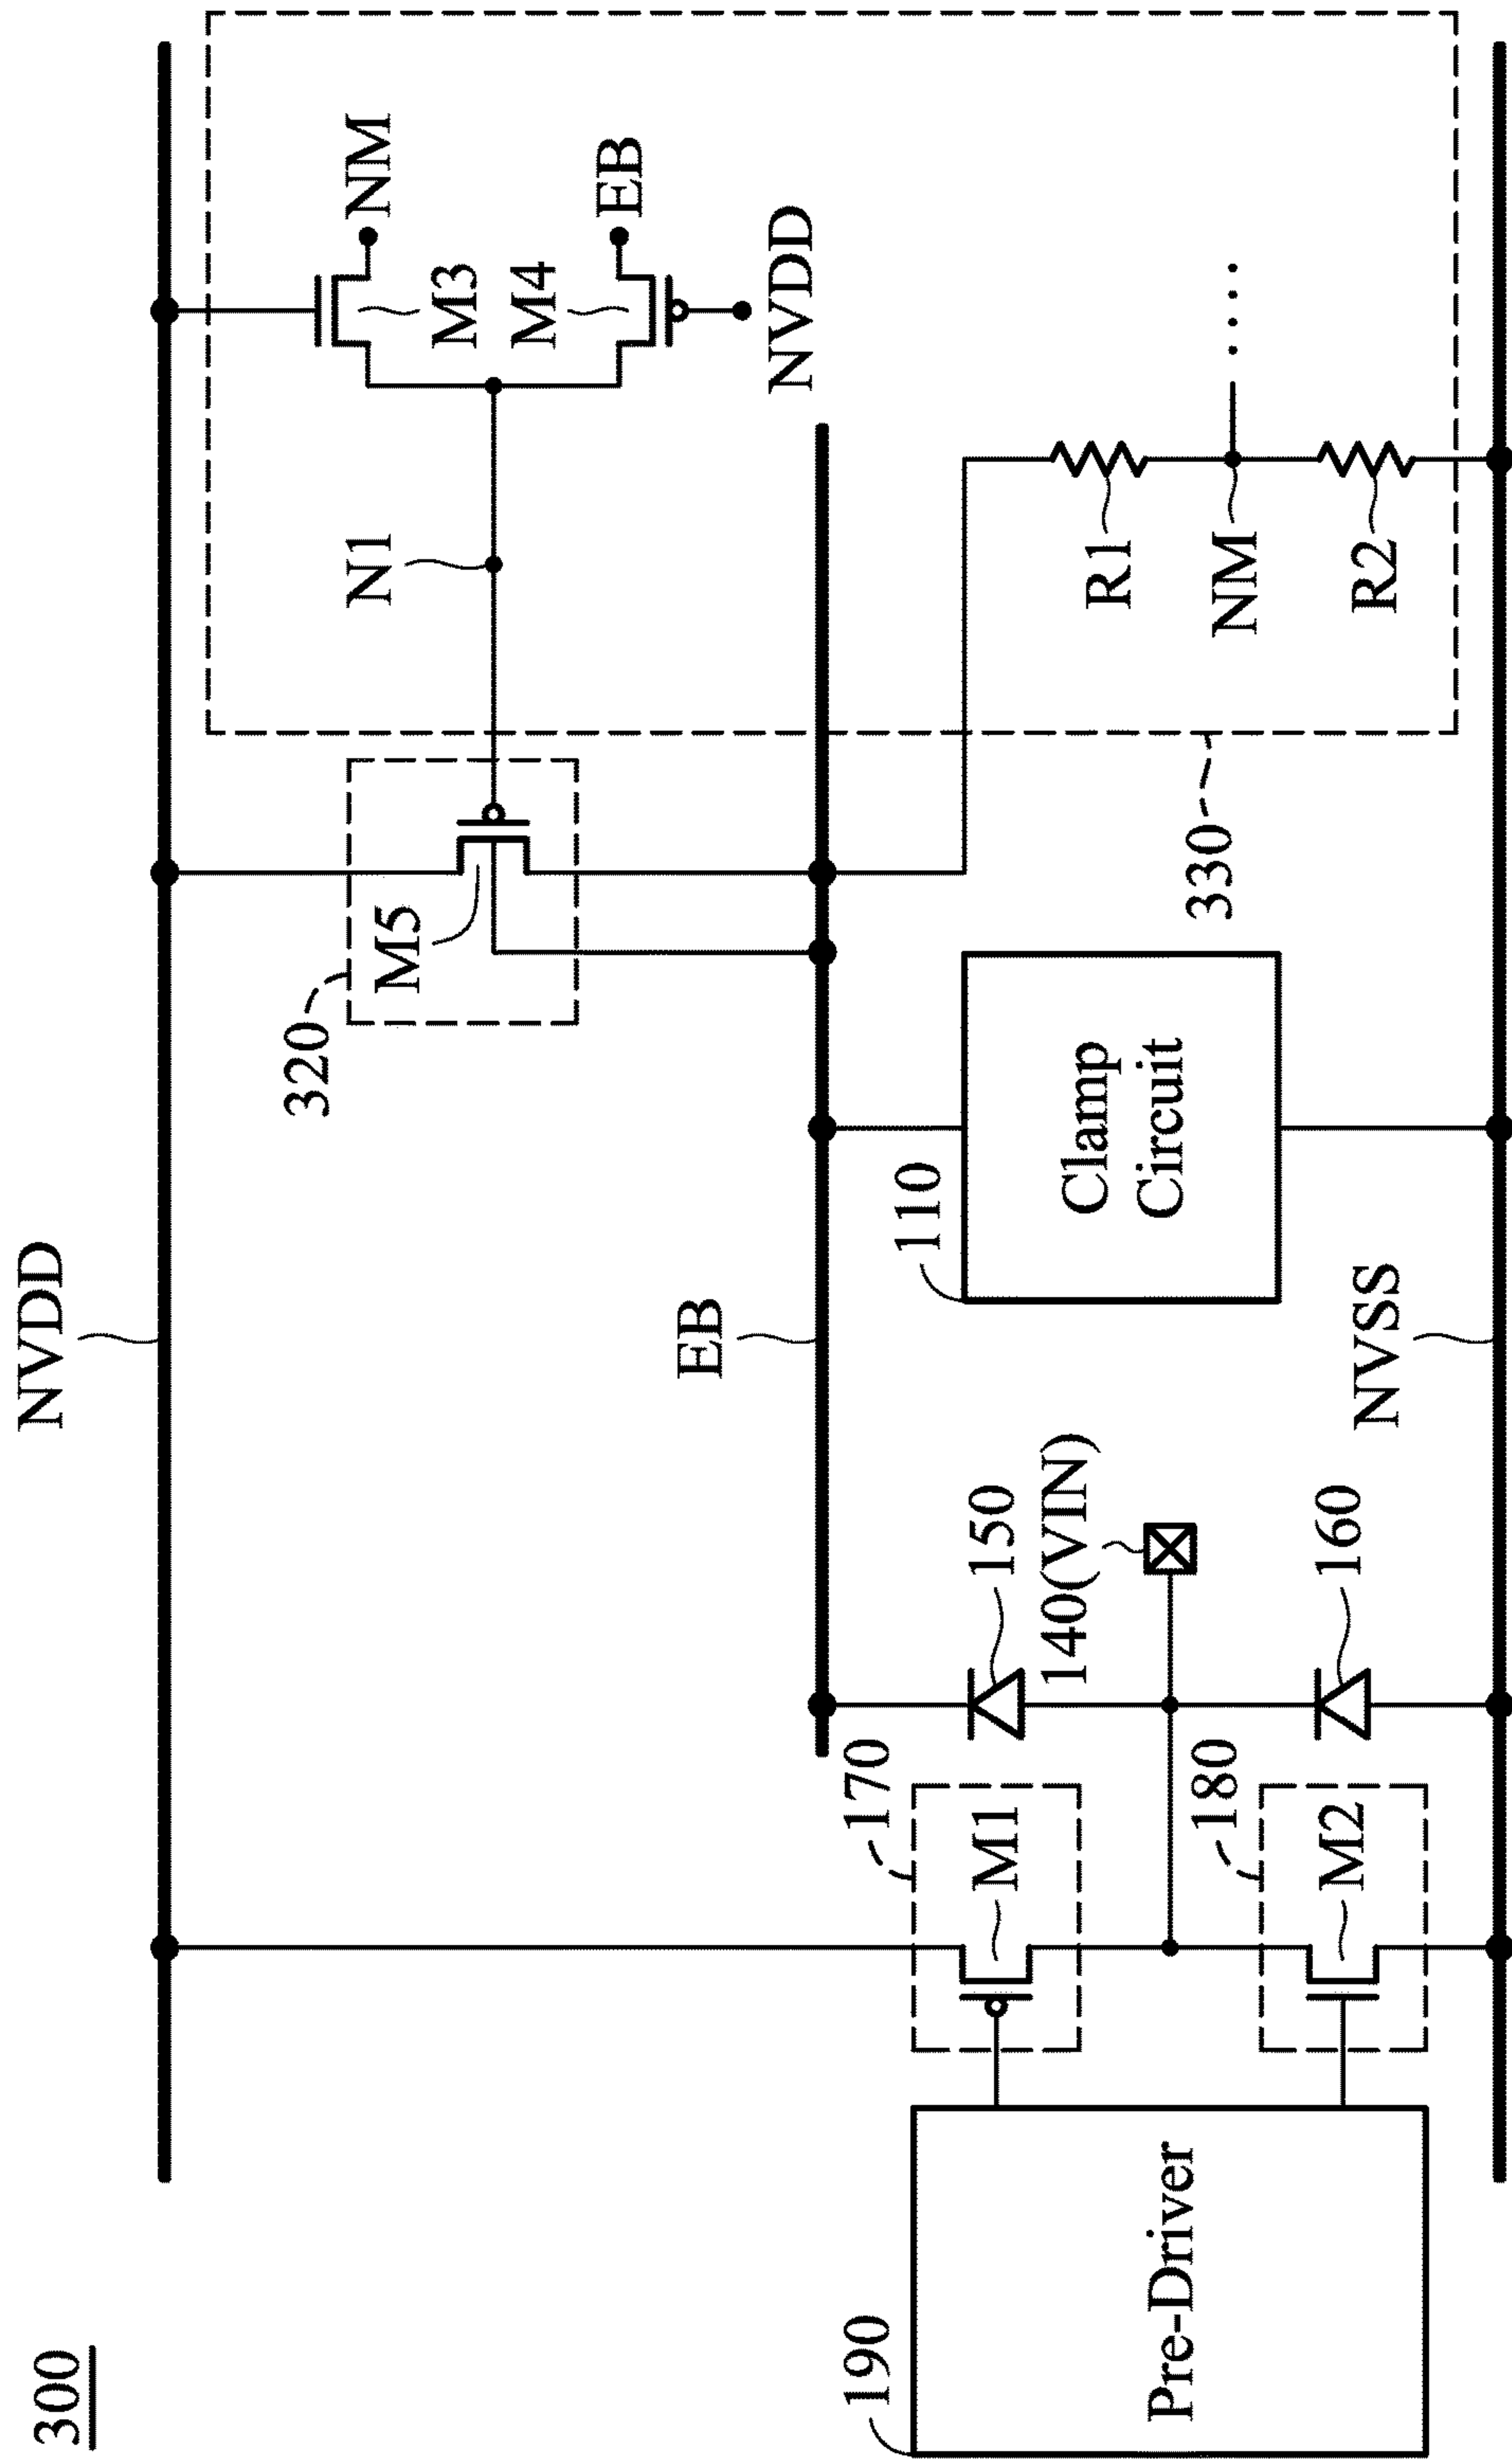 300
NVDD
NM
M3
M4
EB
NVDD
N1
320
M5
EB
330
R1
NM
R2
110
Clamp
Circuit
NVSS
150
140(VIN)
160
170
M1
180
M2
190
Pre-Driver